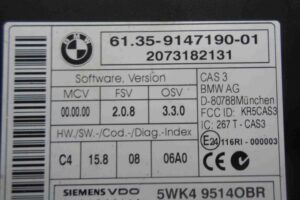 BMW
61.35-9147190-01
2073182131
Software, Version
MCV FSV OSV
00.00.00 2.0.8 3.3.0
HW./SW.-/Cod.-/Diag.-Index
C4 15.8 08 06A0
CAS 3
BMW AG
D-80788München
FCC ID: KR5CAS3
IC: 267 T - CAS3
E24 116RI - 000003
SIEMENS VDO 5WK4 9514OBR